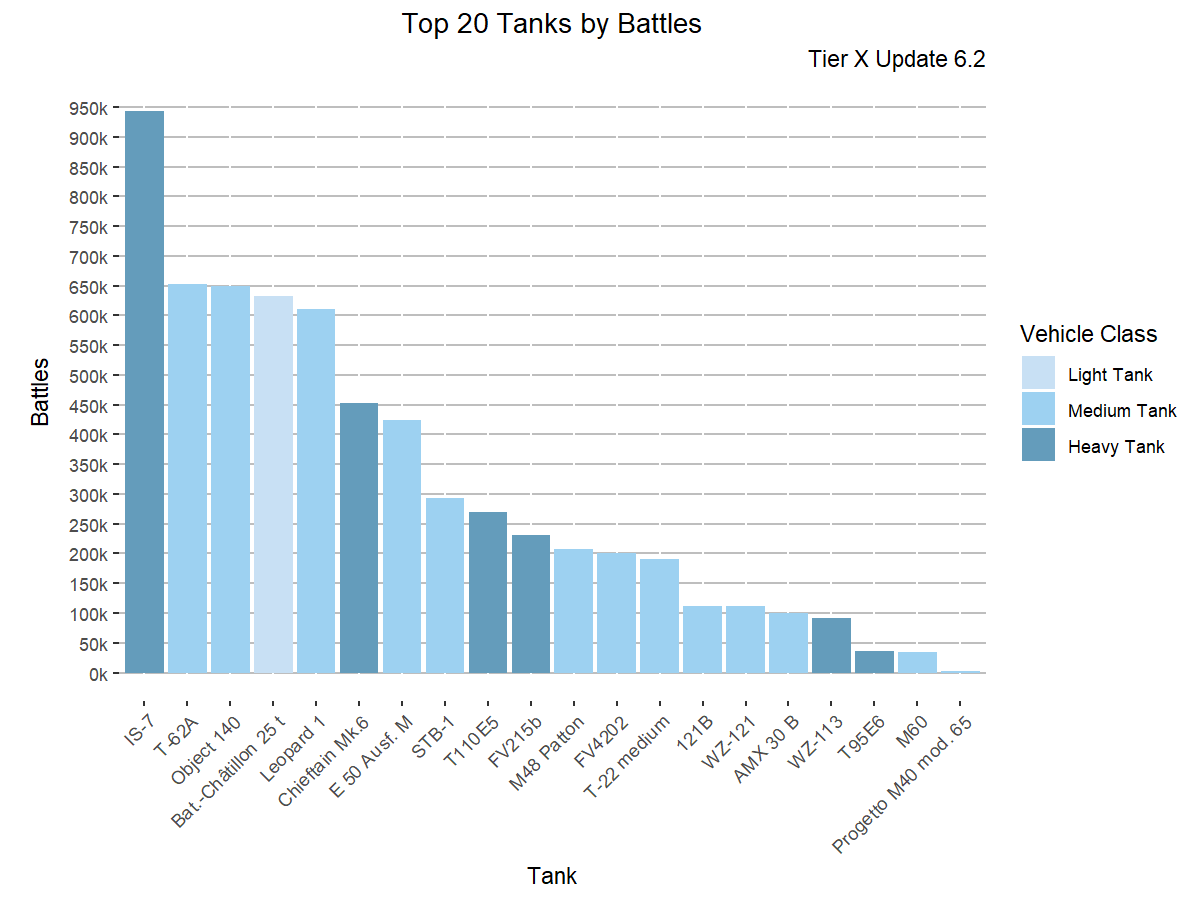 Top 20 Tanks by Battles
Tier X Update 6.2
Battles
950k
900k
850k
800k
750k
700k
650k
600k
550k
500k
450k
400k
350k
300k
250k
200k
150k
100k
50k
0k
IS-7
T-62A
Object 140
Bat.-Châtillon 25 t
Leopard 1
Chieftain Mk.6
E 50 Ausf. M
STB-1
T110E5
FV215b
M48 Patton
FV4202
T-22 medium
121B
WZ-121
AMX 30 B
WZ-113
T95E6
M60
Progetto M40 mod. 65
Tank
Vehicle Class
Light Tank
Medium Tank
Heavy Tank